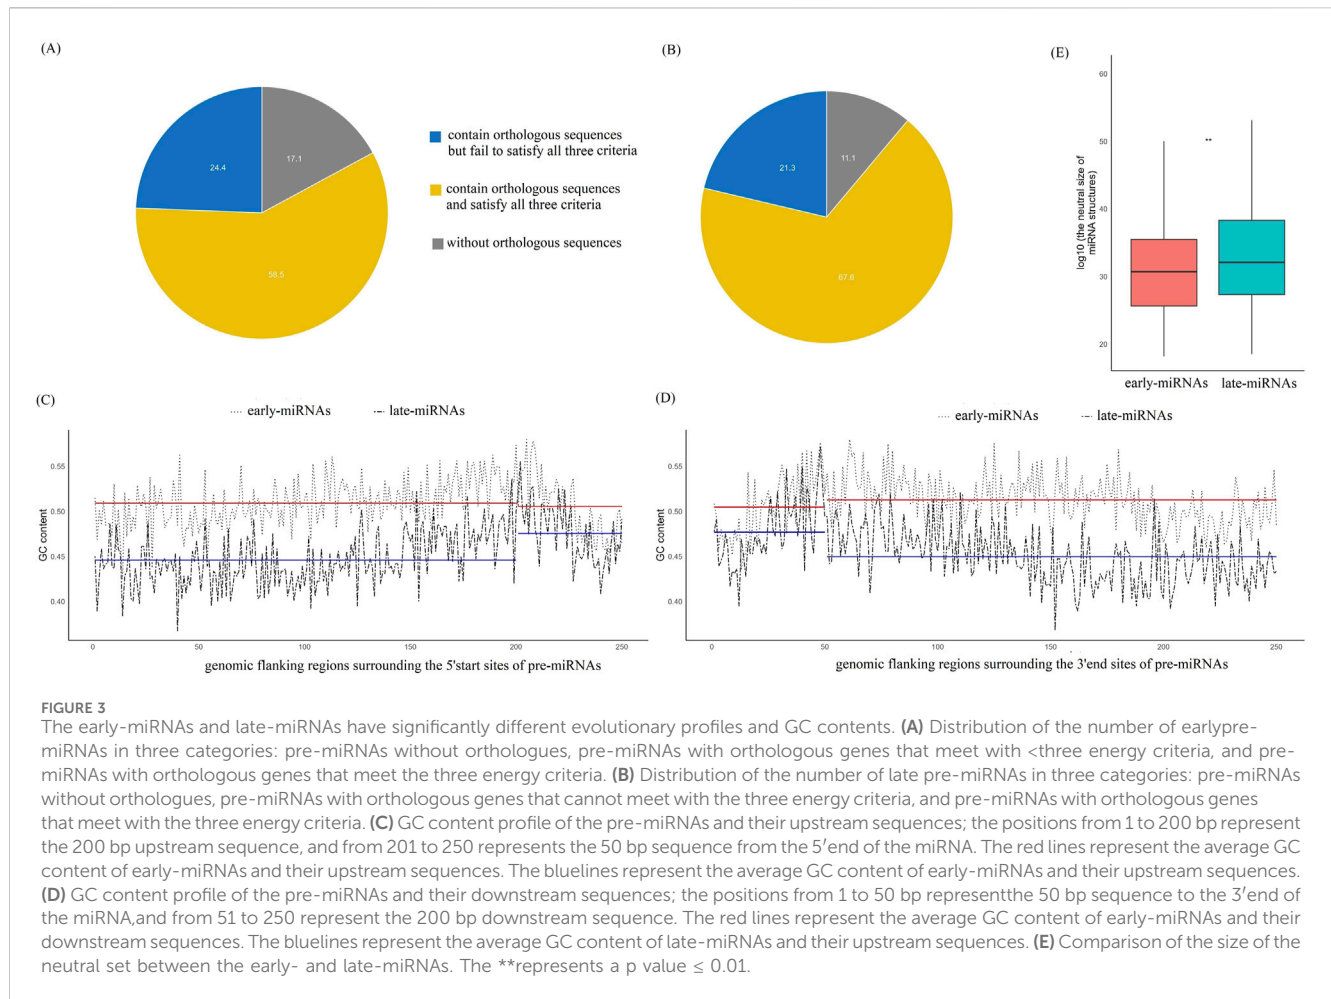 (A)
24.4
17.1
58.5
contain orthologous sequences
but fail to satisfy all three criteria
contain orthologous sequences
and satisfy all three criteria
without orthologous sequences
(B)
21.3
11.1
67.6
(E)
log10 (the neutral size of
miRNA structures)
60
50
40
30
20
**
early-miRNAs
late-miRNAs
(C)
early-miRNAs
late-miRNAs
GC content
0.55
0.50
0.45
0.40
0
50
100
150
200
250
genomic flanking regions surrounding the 5'start sites of pre-miRNAs
(D)
early-miRNAs
late-miRNAs
GC content
0.55
0.50
0.45
0.40
0
50
100
150
200
250
genomic flanking regions surrounding the 3'end sites of pre-miRNAs
FIGURE 3
The early-miRNAs and late-miRNAs have significantly different evolutionary profiles and GC contents. (A) Distribution of the number of earlypre-
miRNAs in three categories: pre-miRNAs without orthologues, pre-miRNAs with orthologous genes that meet with <three energy criteria, and pre-
miRNAs with orthologous genes that meet the three energy criteria. (B) Distribution of the number of late pre-miRNAs in three categories: pre-miRNAs
without orthologues, pre-miRNAs with orthologous genes that cannot meet with the three energy criteria, and pre-miRNAs with orthologous genes
that meet with the three energy criteria. (C) GC content profile of the pre-miRNAs and their upstream sequences; the positions from 1 to 200 bp represent
the 200 bp upstream sequence, and from 201 to 250 represents the 50 bp sequence from the 5′end of the miRNA. The red lines represent the average GC
content of early-miRNAs and their upstream sequences. The bluelines represent the average GC content of early-miRNAs and their upstream sequences.
(D) GC content profile of the pre-miRNAs and their downstream sequences; the positions from 1 to 50 bp representthe 50 bp sequence to the 3′end of
the miRNA,and from 51 to 250 represent the 200 bp downstream sequence. The red lines represent the average GC content of early-miRNAs and their
downstream sequences. The bluelines represent the average GC content of late-miRNAs and their upstream sequences. (E) Comparison of the size of the
neutral set between the early- and late-miRNAs. The **represents a p value ≤ 0.01.